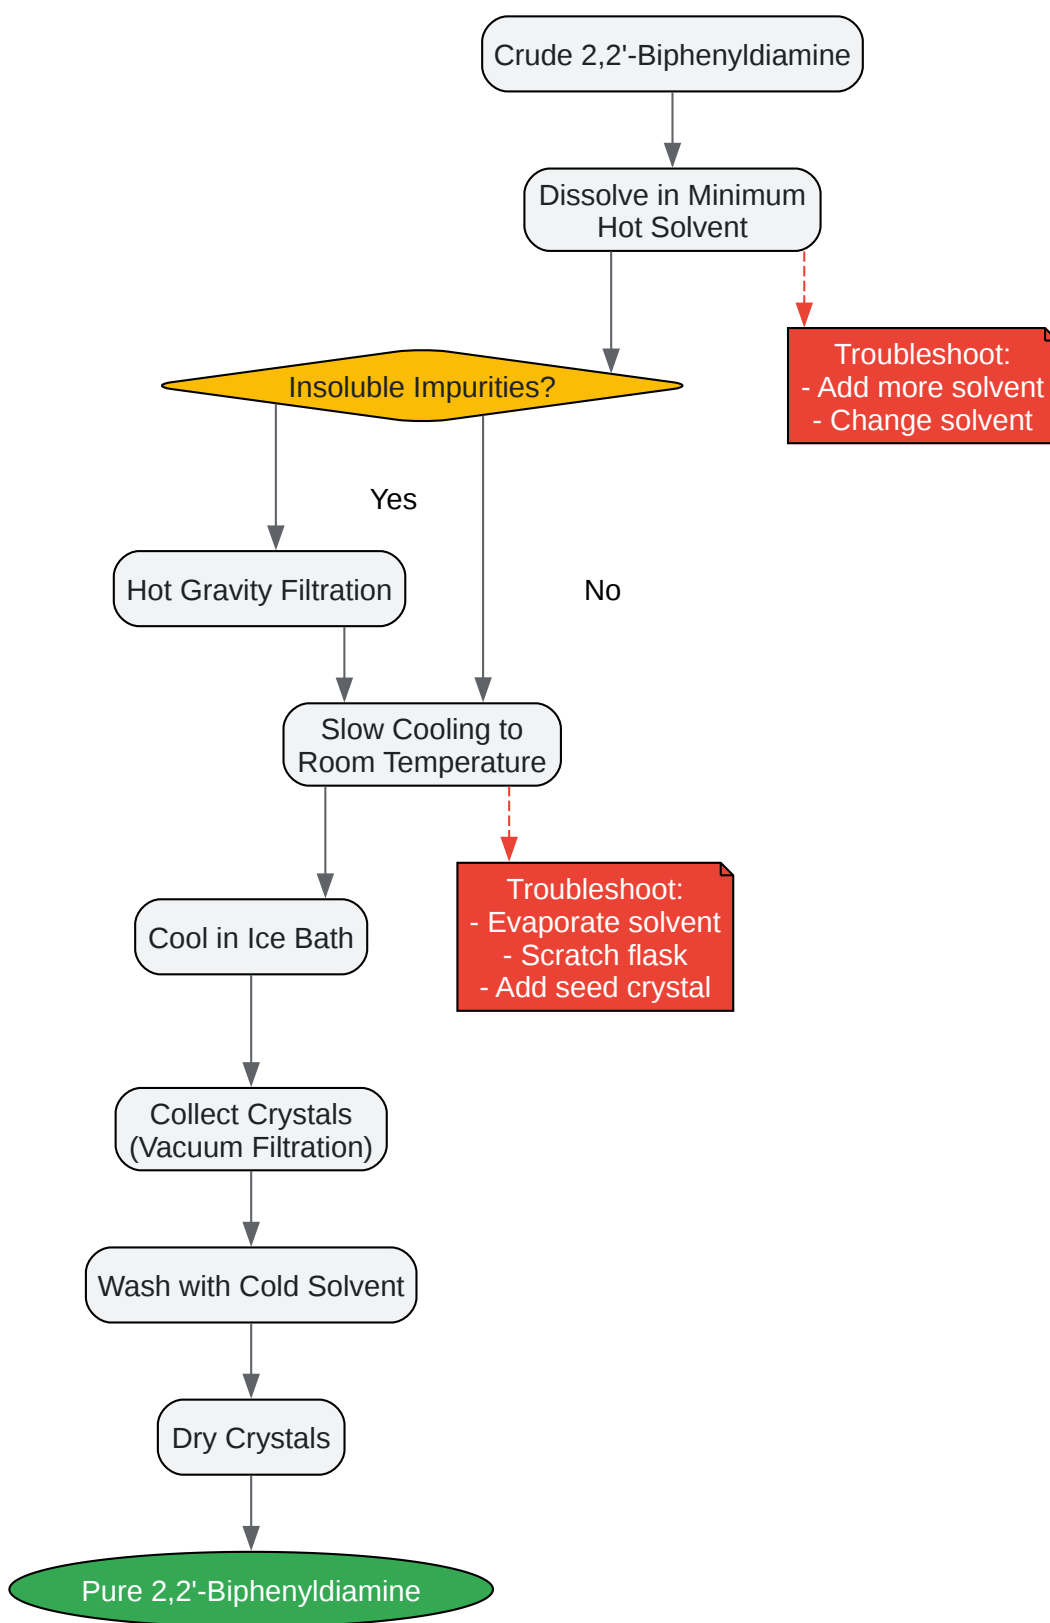 Crude 2,2'-Biphenyldiamine
Dissolve in Minimum
Hot Solvent
Troubleshoot:
- Add more solvent
- Change solvent
Insoluble Impurities?
Yes
Hot Gravity Filtration
No
Slow Cooling to
Room Temperature
Troubleshoot:
- Evaporate solvent
- Scratch flask
- Add seed crystal
Cool in Ice Bath
Collect Crystals
(Vacuum Filtration)
Wash with Cold Solvent
Dry Crystals
Pure 2,2'-Biphenyldiamine